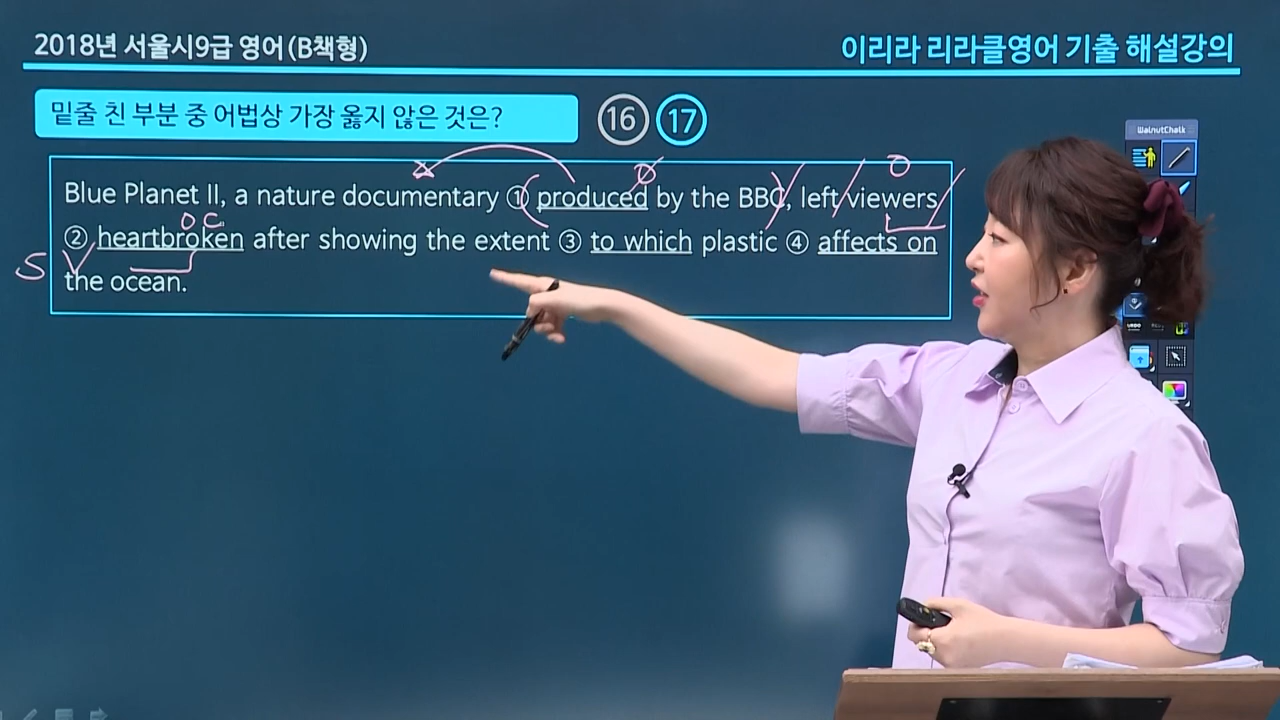 2018년 서울시9급 영어(B책형)
이리라 리라클영어 기출 해설강의
밑줄 친 부분 중 어법상 가장 옳지 않은 것은?
16 17
Blue Planet II, a nature documentary ① produced by the BBC, left viewers
O
O C
② heartbroken after showing the extent ③ to which plastic ④ affects on
S
the ocean.
WalnutChalk